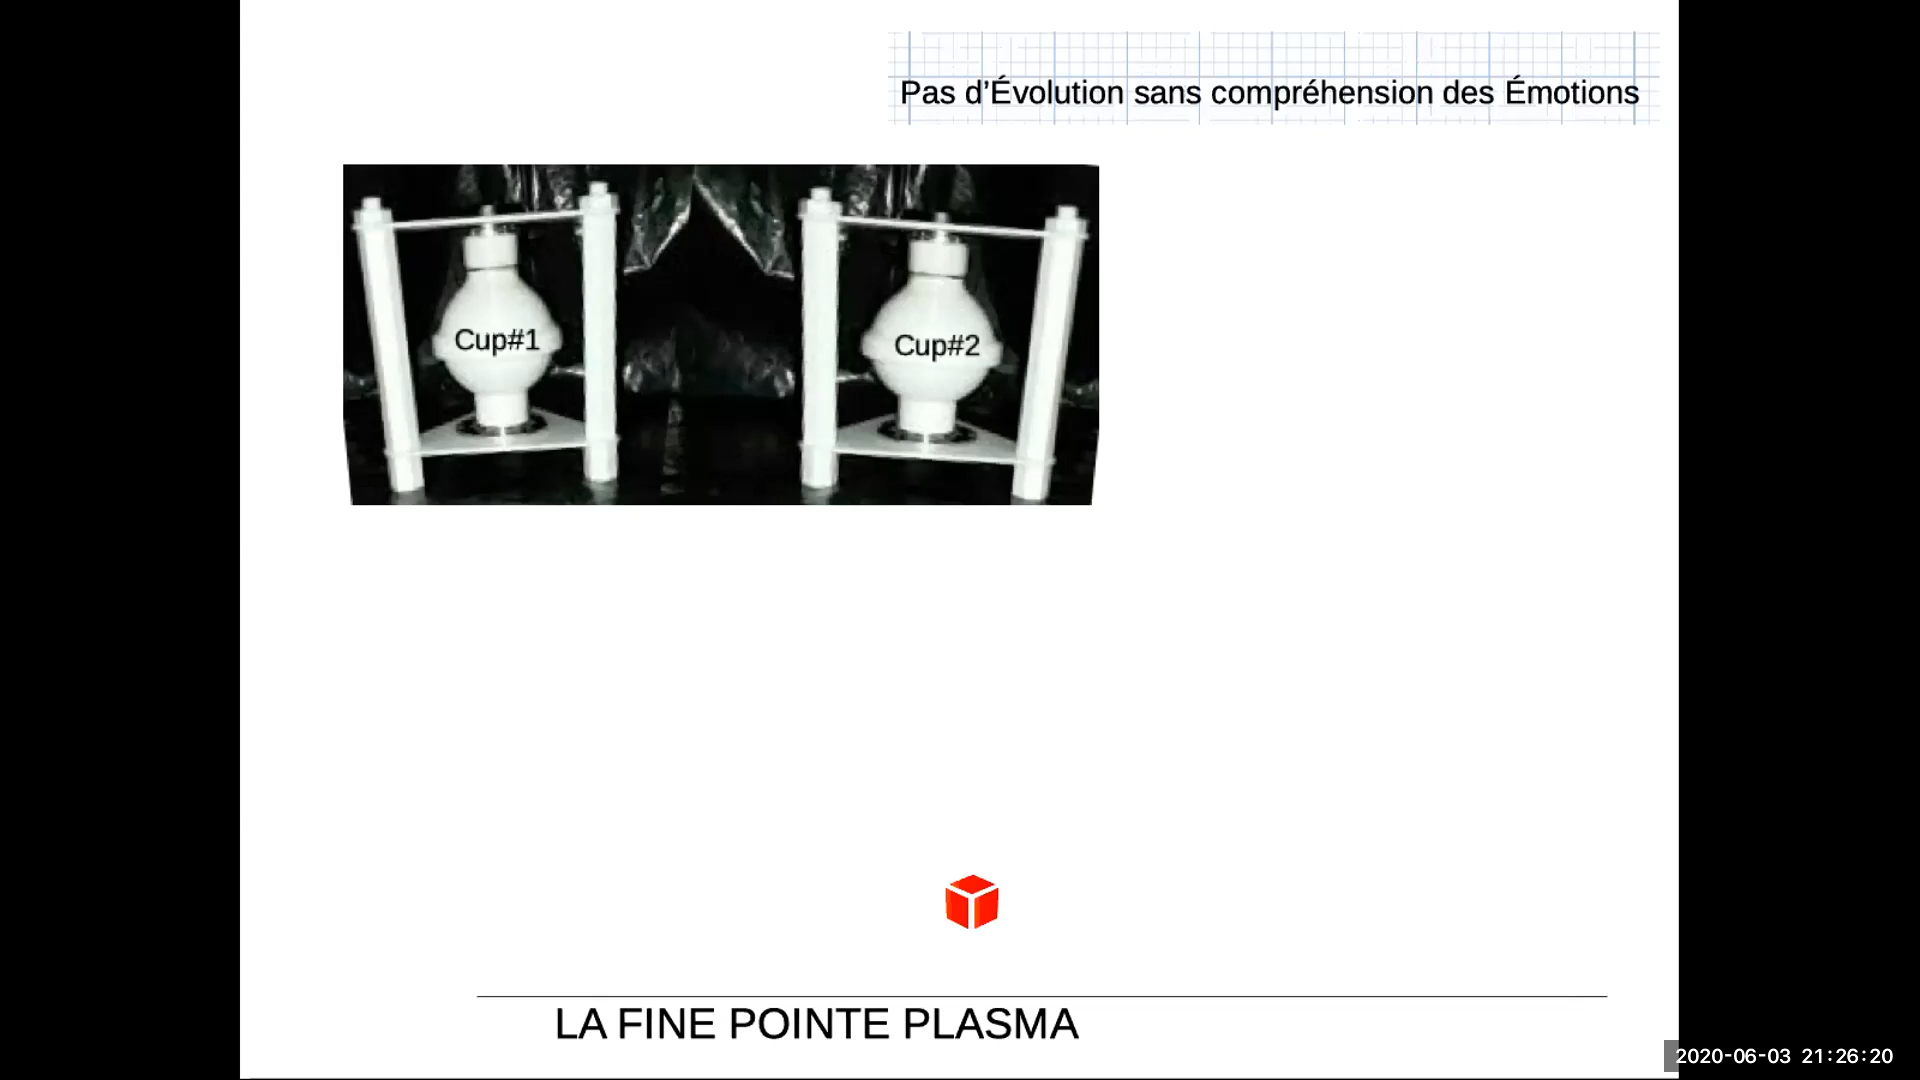 Pas d’Évolution sans compréhension des Émotions
Cup#1
Cup#2
LA FINE POINTE PLASMA
2020-06-03 21:26:20